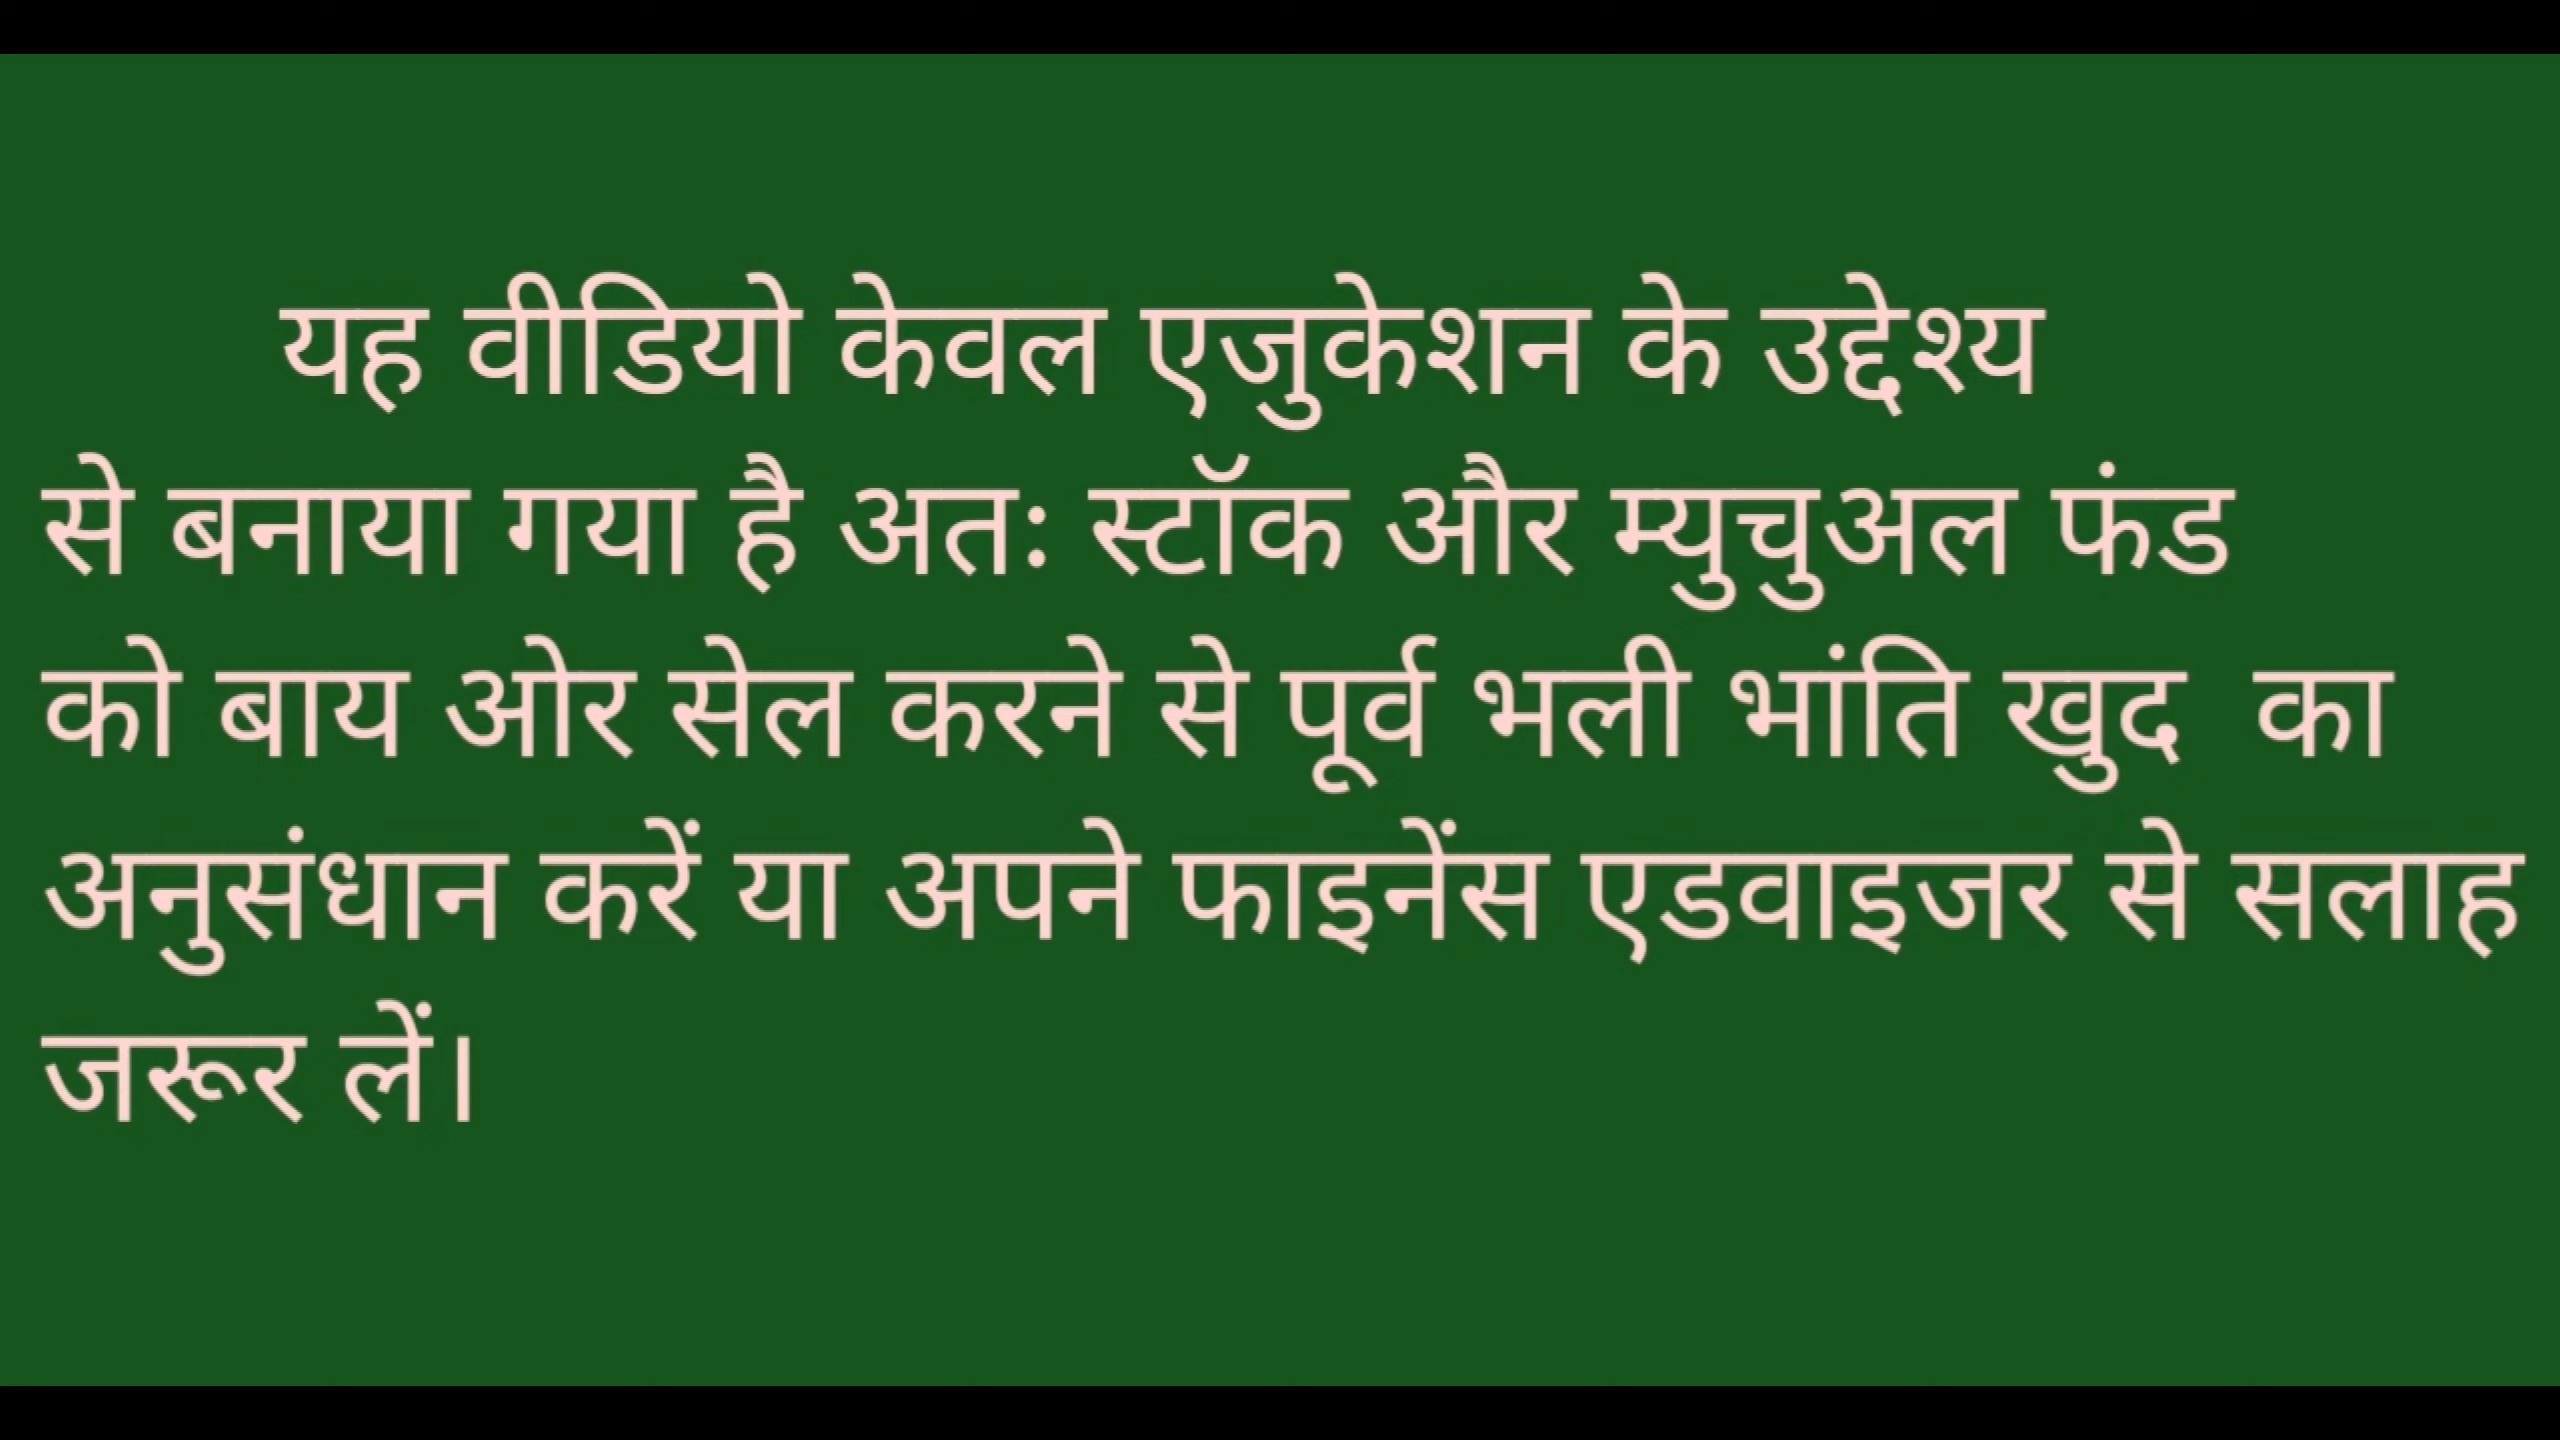 यह वीडियो केवल एजुकेशन के उद्देश्य
से बनाया गया है अतः स्टॉक और म्युचुअल फंड
को बाय ओर सेल करने से पूर्व भली भांति खुद  का
अनुसंधान करें या अपने फाइनेंस एडवाइजर से सलाह
जरूर लें।